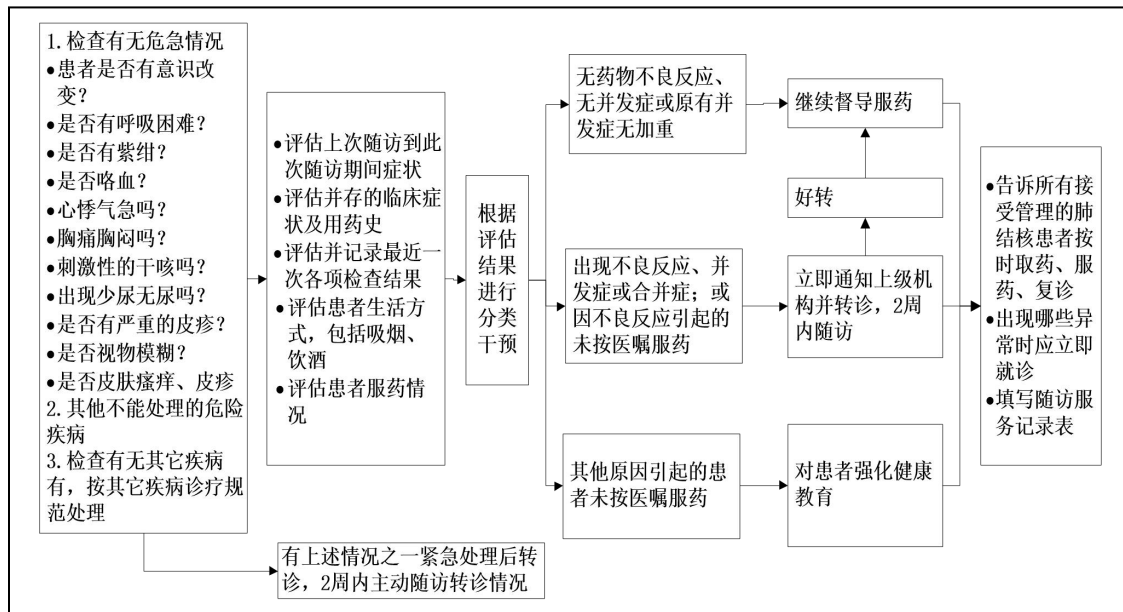 1.检查有无危急情况
●患者是否有意识改
变？
●是否有呼吸困难？
●是否有紫绀？
●是否咯血？
●心悸气急吗？
●胸痛胸闷吗？
●刺激性的干咳吗？
●出现少尿无尿吗？
●是否有严重的皮疹？
●是否视物模糊？
●是否皮肤瘙痒、皮疹
2.其他不能处理的危险
疾病
3.检查有无其它疾病
有，按其它疾病诊疗规
范处理
有上述情况之一紧急处理后转
诊，2周内主动随访转诊情况
●评估上次随访到此
次随访期间症状
●评估并存的临床症
状及用药史
●评估并记录最近一
次各项检查结果
●评估患者生活方
式，包括吸烟、
饮酒
●评估患者服药情
况
根据
评估
结果
进行
分类
干预
无药物不良反应、
无并发症或原有并
发症无加重
继续督导服药
好转
出现不良反应、并
发症或合并症；或
因不良反应引起的
未按医嘱服药
立即通知上级机
构并转诊，2周
内随访
其他原因引起的患
者未按医嘱服药
对患者强化健康
教育
●告诉所有接
受管理的肺
结核患者按
时取药、服
药、复诊
●出现哪些异
常时应立即
就诊
●填写随访服
务记录表